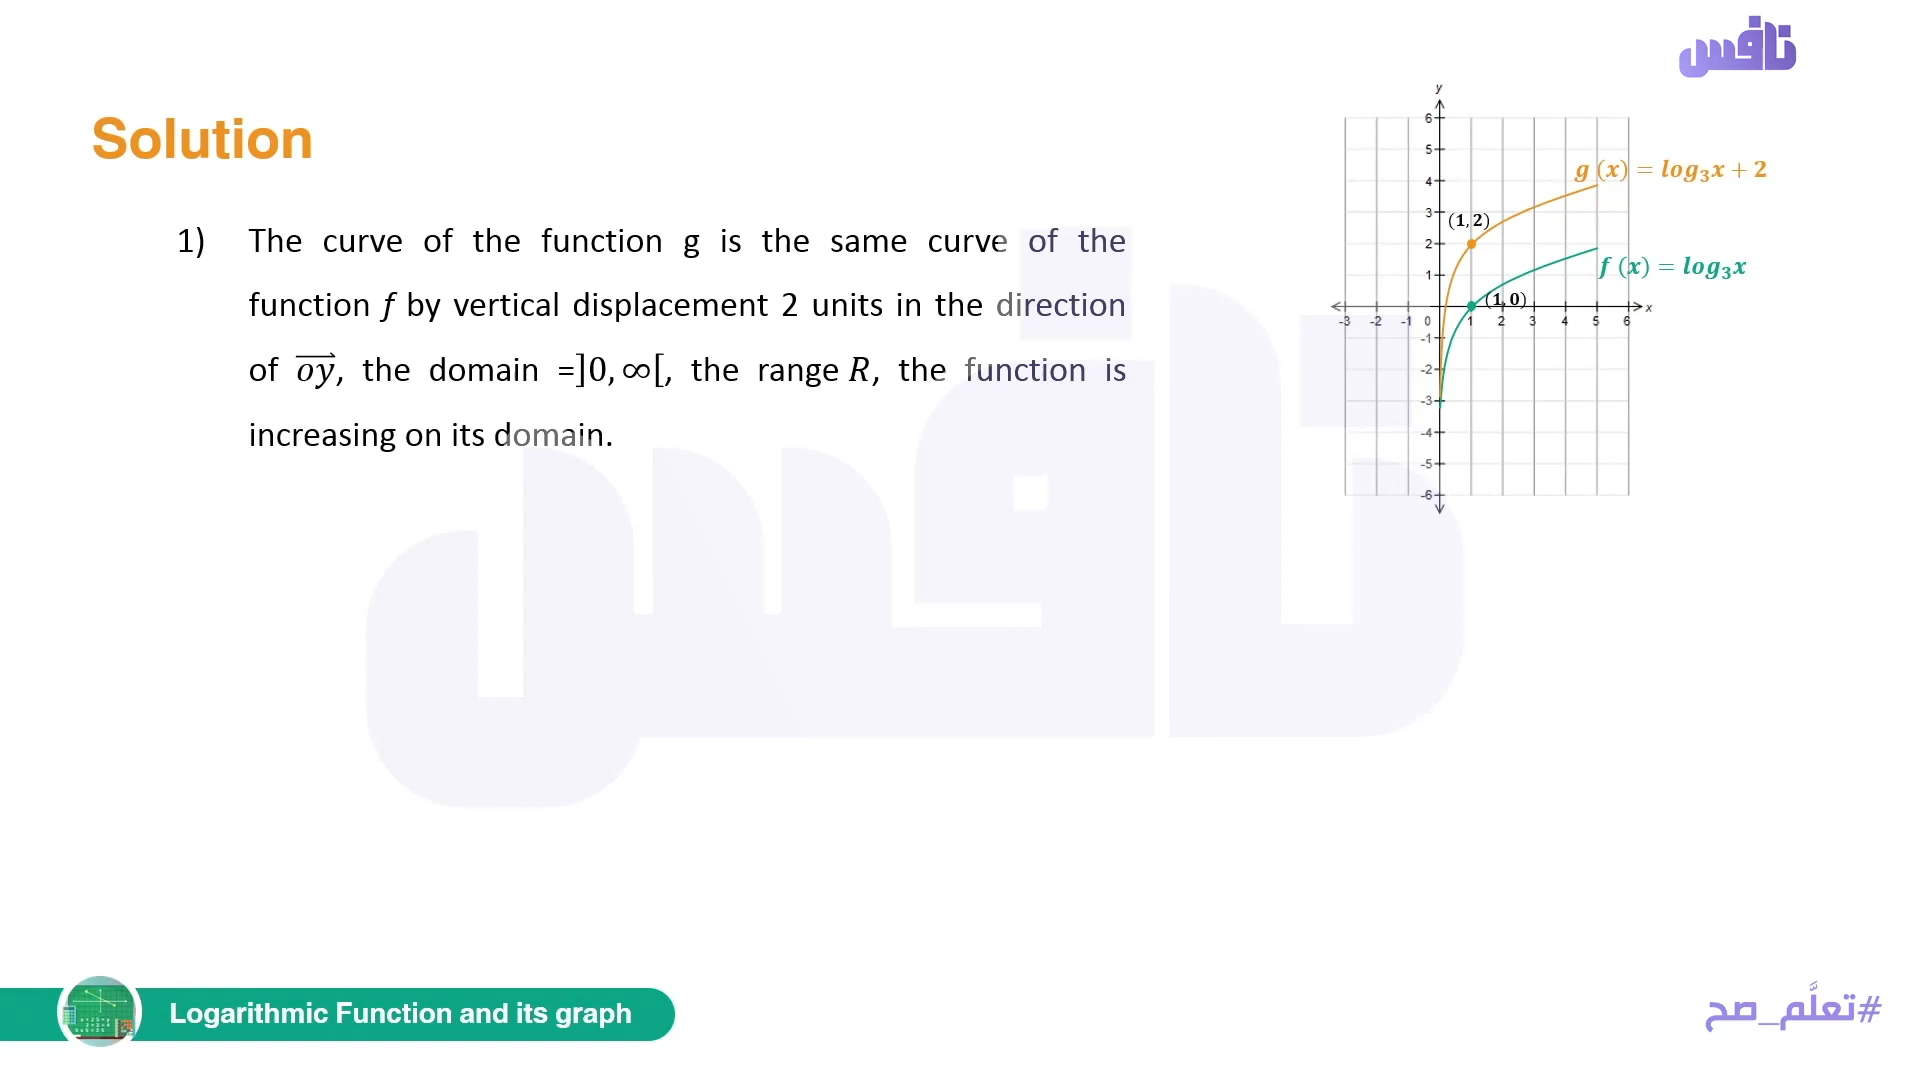 نافس
Solution
1) The curve of the function g is the same curve of the
function f by vertical displacement 2 units in the direction
of \overrightarrow{oy}, the domain =]0, ∞[, the range R, the function is
increasing on its domain.
y
6
5
g (x) = log₃x + 2
4
3
(1, 2)
2
1
f (x) = log₃x
(1, 0)
x
-3 -2 -1 0 1 2 3 4 5 6
-1
-2
-3
-4
-5
-6
نافس
Logarithmic Function and its graph
#تعلَّم_صح